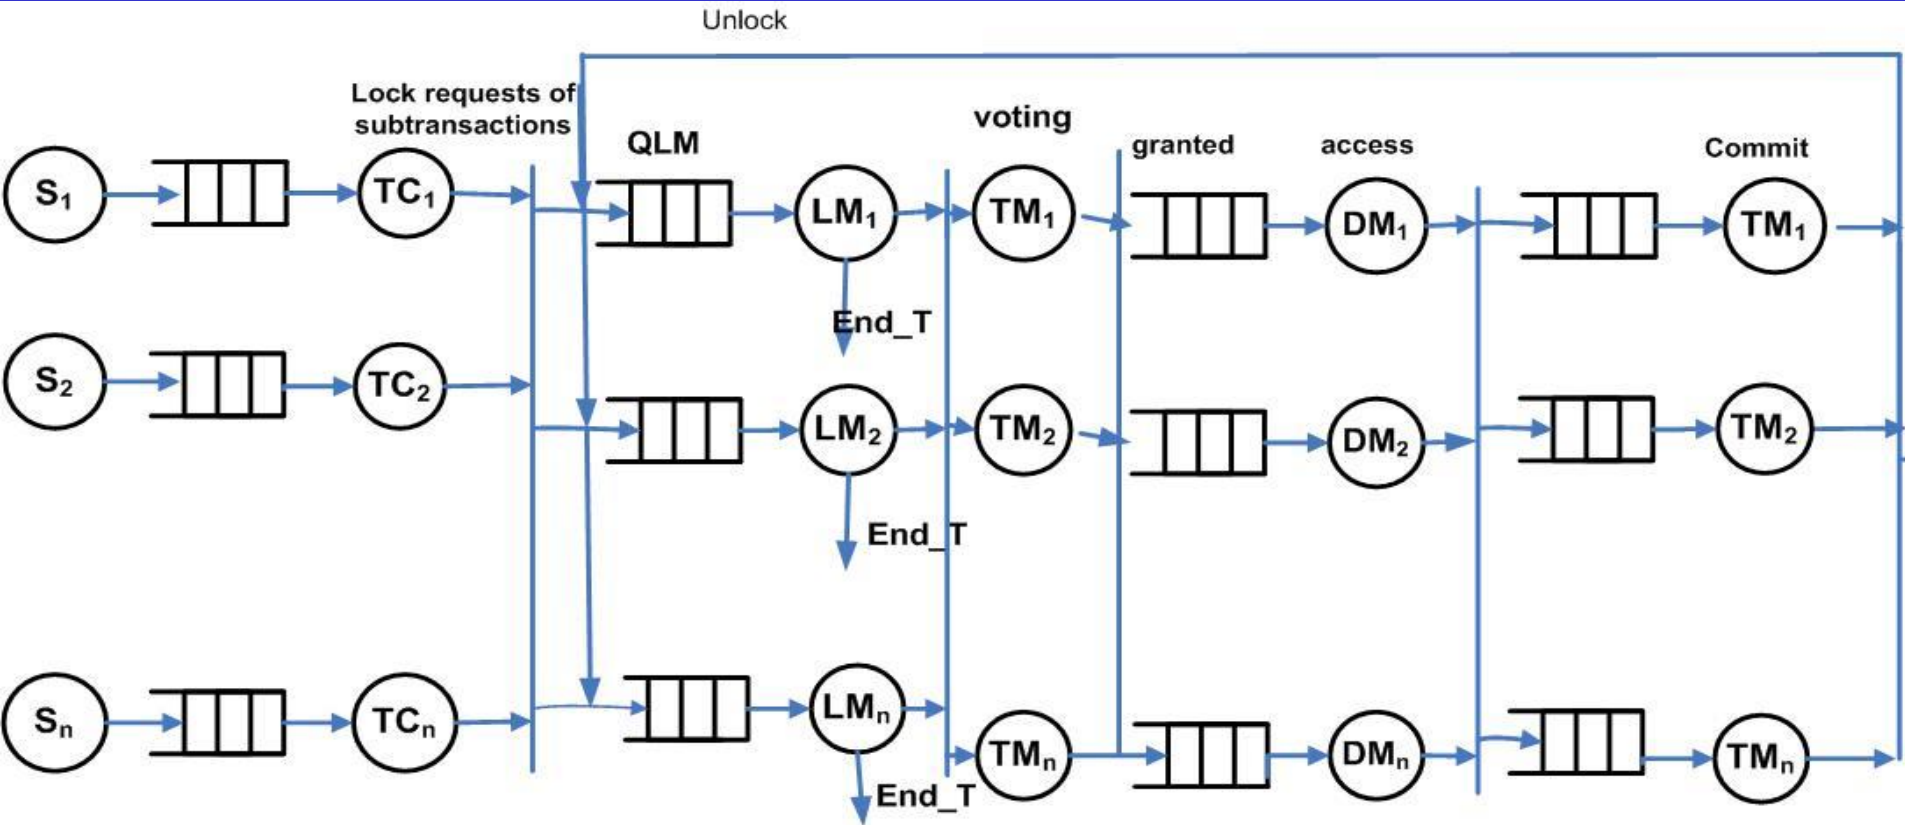 Unlock
Lock requests of
subtransactions
QLM
voting
granted
access
Commit
S1
TC1
LM1
TM1
DM1
TM1
End_T
S2
TC2
LM2
TM2
DM2
TM2
End_T
Sn
TCn
LMn
TMn
DMn
TMn
End_T